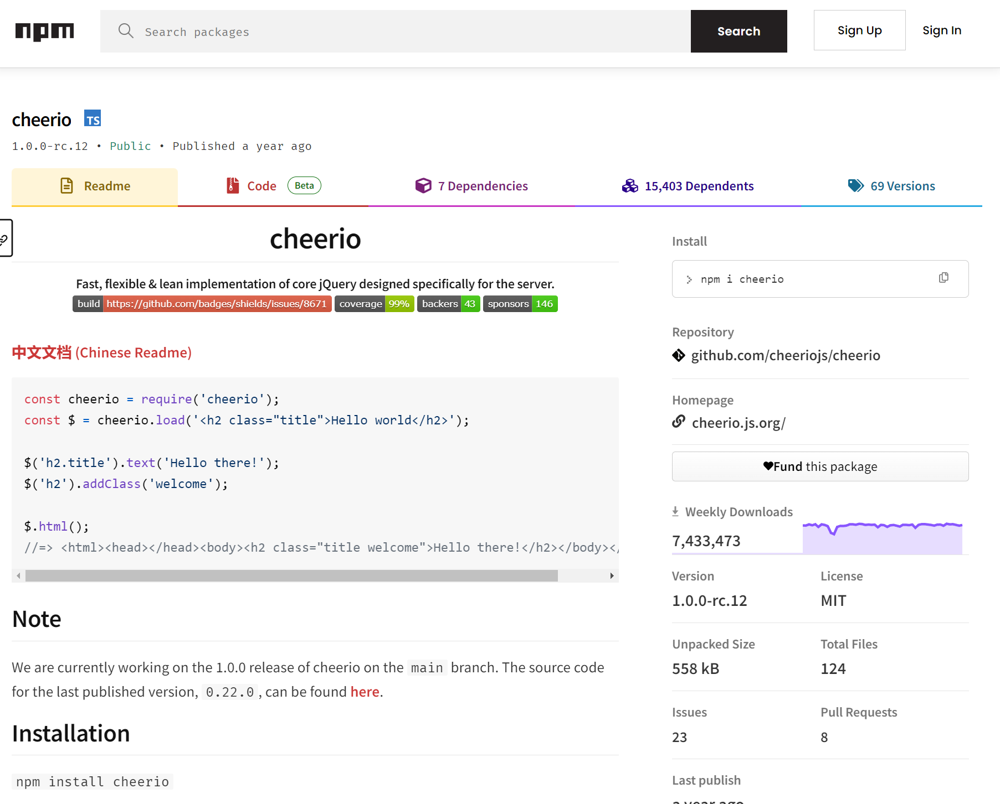 npm
Search packages
Search
Sign Up
Sign In
cheerio TS
1.0.0-rc.12 • Public • Published a year ago
Readme
Code Beta
7 Dependencies
15,403 Dependents
69 Versions
cheerio
Fast, flexible & lean implementation of core jQuery designed specifically for the server.
build https://github.com/badges/shields/issues/8671 coverage 99% backers 43 sponsors 146
中文文档 (Chinese Readme)
const cheerio = require('cheerio');
const $ = cheerio.load('<h2 class="title">Hello world</h2>');
$('h2.title').text('Hello there!');
$('h2').addClass('welcome');
$.html();
//=> <html><head></head><body><h2 class="title welcome">Hello there!</h2></body></
Note
We are currently working on the 1.0.0 release of cheerio on the main branch. The source code
for the last published version, 0.22.0, can be found here.
Installation
npm install cheerio
Install
> npm i cheerio
Repository
github.com/cheeriojs/cheerio
Homepage
cheerio.js.org/
Fund this package
Weekly Downloads
7,433,473
Version
1.0.0-rc.12
License
MIT
Unpacked Size
558 kB
Total Files
124
Issues
23
Pull Requests
8
Last publish
a year ago